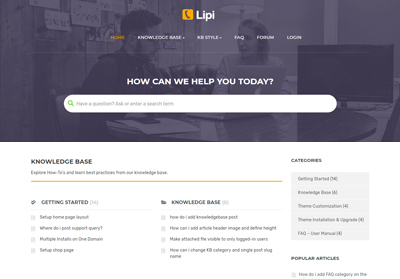 Lipi
HOME KNOWLEDGE BASE KB STYLE FAQ FORUM LOGIN
HOW CAN WE HELP YOU TODAY?
Have a question? Ask or enter a search term.
KNOWLEDGE BASE
Explore How-To's and learn best practices from our knowledge base.
GETTING STARTED (14)
Setup home page layout
Where do i post support query?
Multiple Installs on One Domain
Setup shop page
KNOWLEDGE BASE (6)
how do i add knowledgebase post
How can i add article header image and define height
Make attached file visible to only logged-in users
How can i change KB category and single post slug
name
CATEGORIES
Getting Started (14)
Knowledge Base (6)
Theme Customization (4)
Theme Installation & Upgrade (4)
FAQ – User Manual (4)
POPULAR ARTICLES
How do i add FAQ category on the